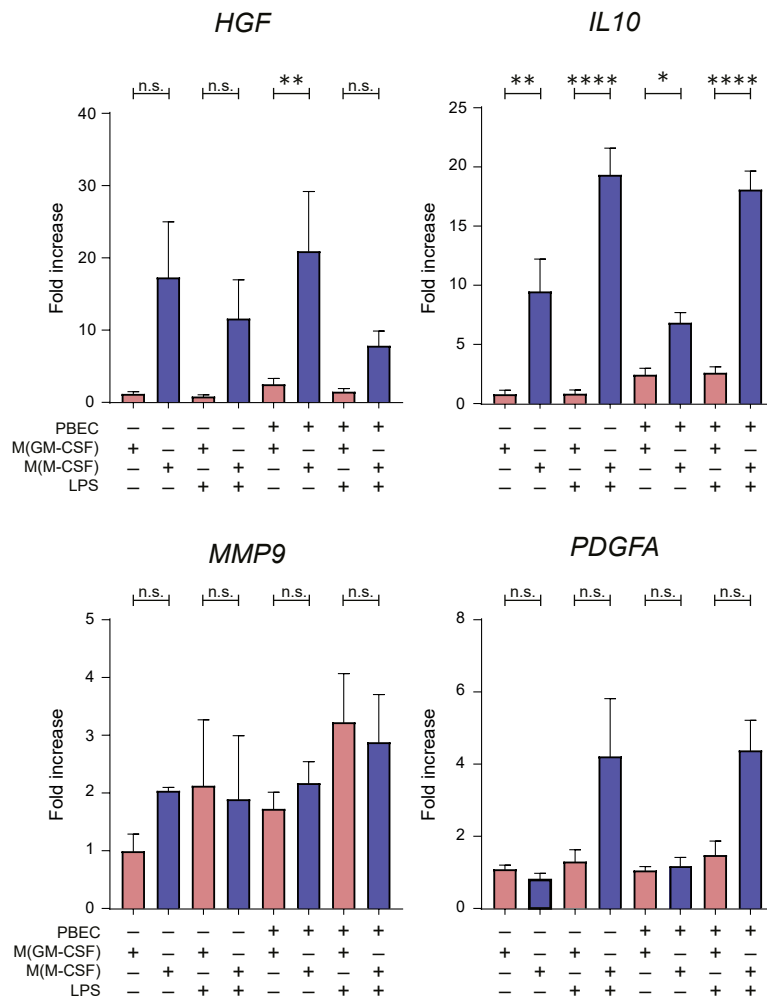 HGF
IL10
n.s. n.s. ** n.s.
** **** * ****
Fold increase
40
30
20
10
0
Fold increase
25
20
15
10
5
0
PBEC − − − − + + + +
M(GM-CSF) + − + − + − + −
M(M-CSF) − + − + − + − +
LPS − − + + − − + +
− − − − + + + +
+ − + − + − + −
− + − + − + − +
− − + + − − + +
MMP9
PDGFA
n.s. n.s. n.s. n.s.
n.s. n.s. n.s. n.s.
Fold increase
5
4
3
2
1
0
Fold increase
8
6
4
2
0
PBEC − − − − + + + +
M(GM-CSF) + − + − + − + −
M(M-CSF) − + − + − + − +
LPS − − + + − − + +
− − − − + + + +
+ − + − + − + −
− + − + − + − +
− − + + − − + +